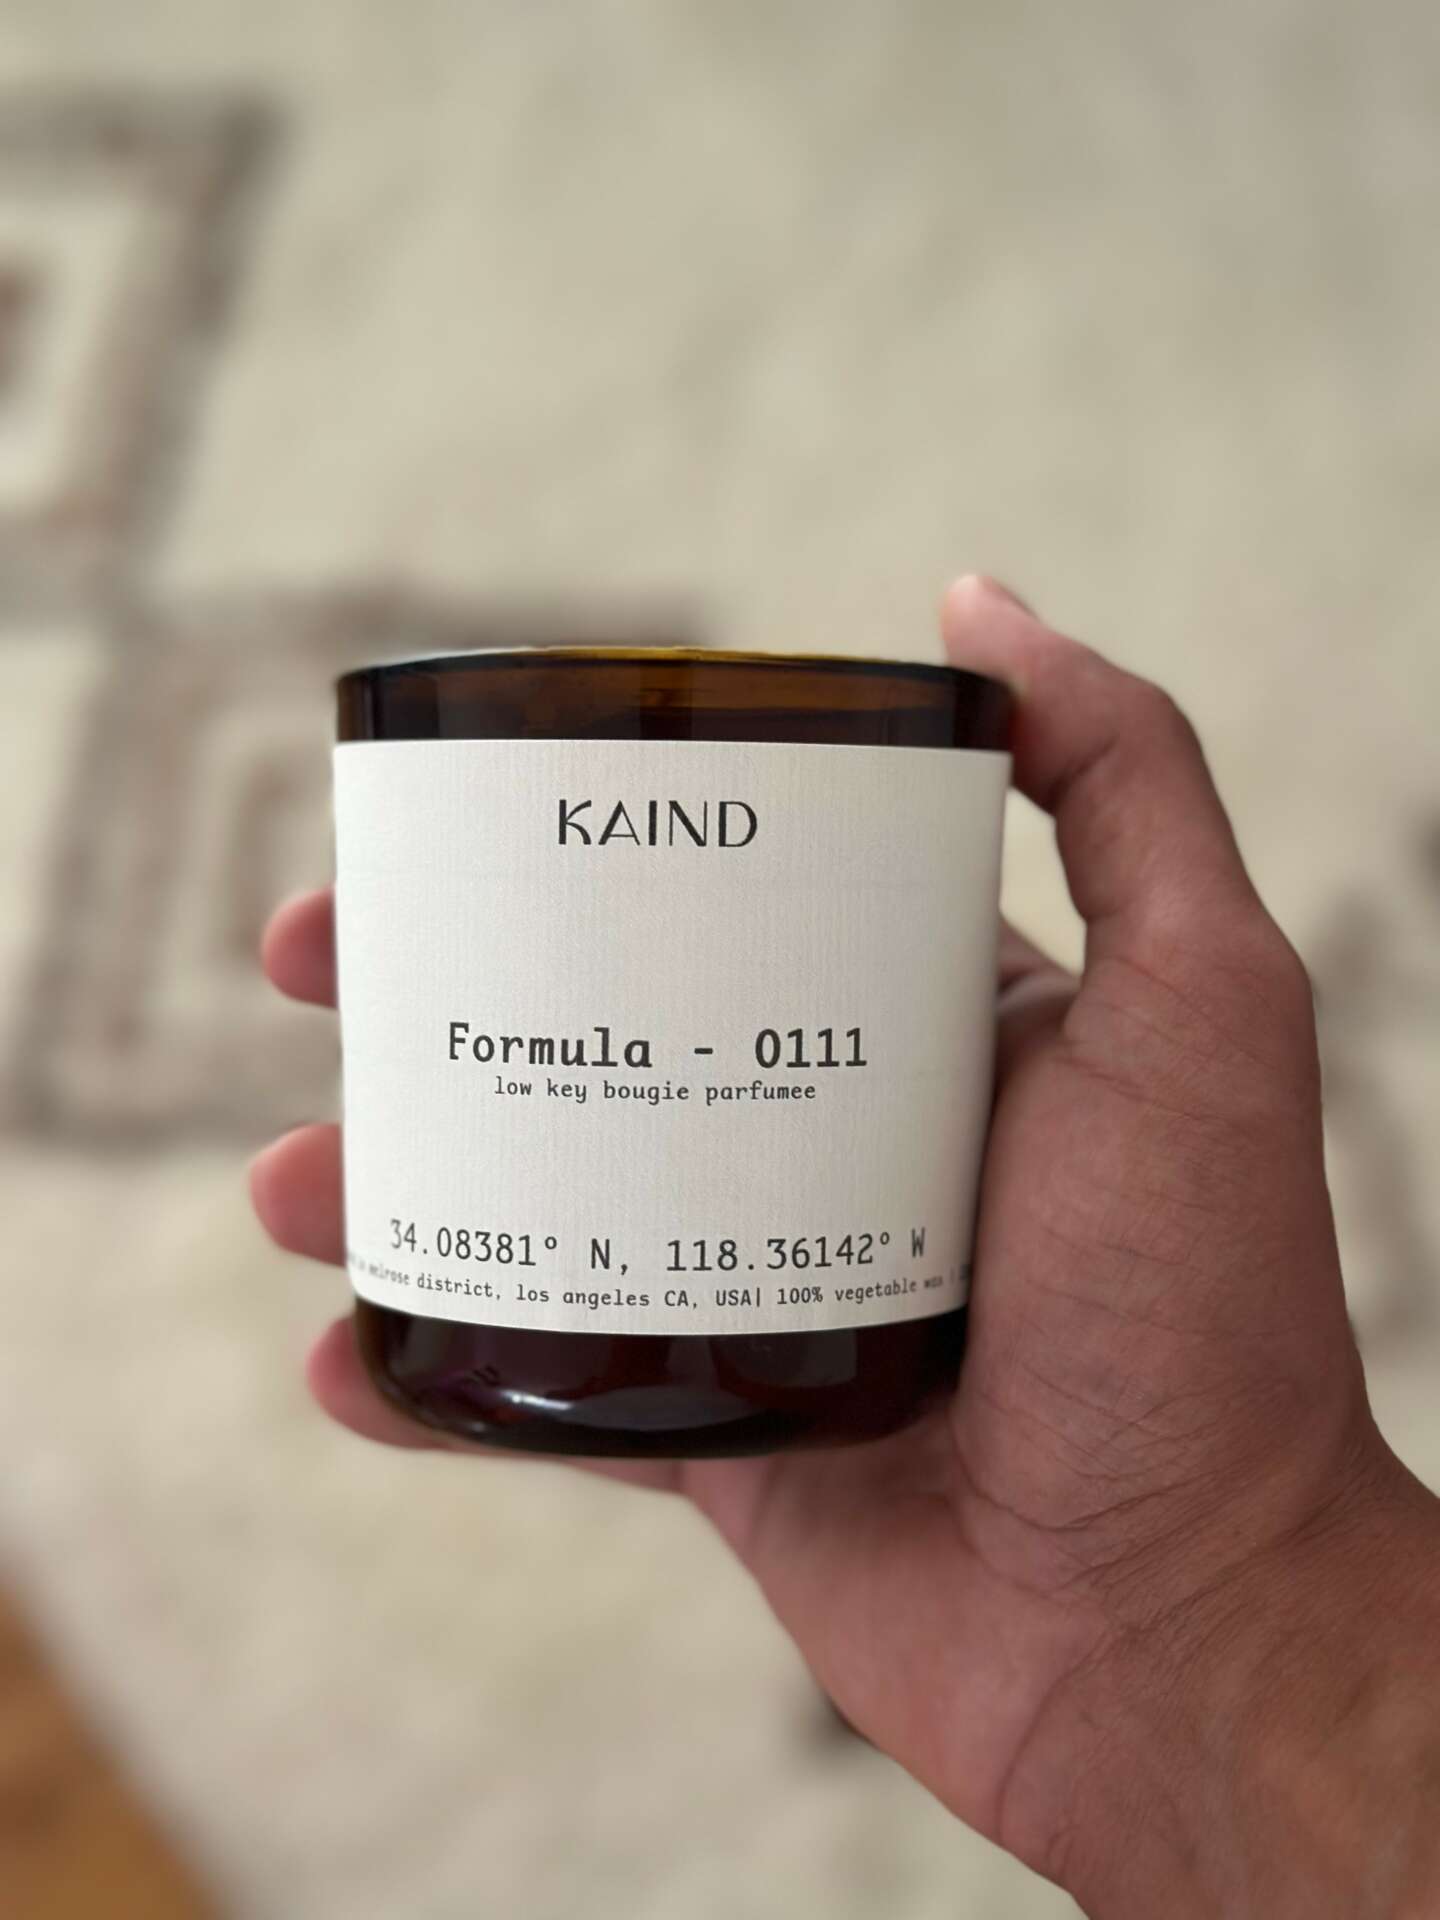 KAIND
Formula - 0111
low key bougie parfumee
34.08381° N, 118.36142° W
melrose district, los angeles CA, USA| 100% vegetable wax |